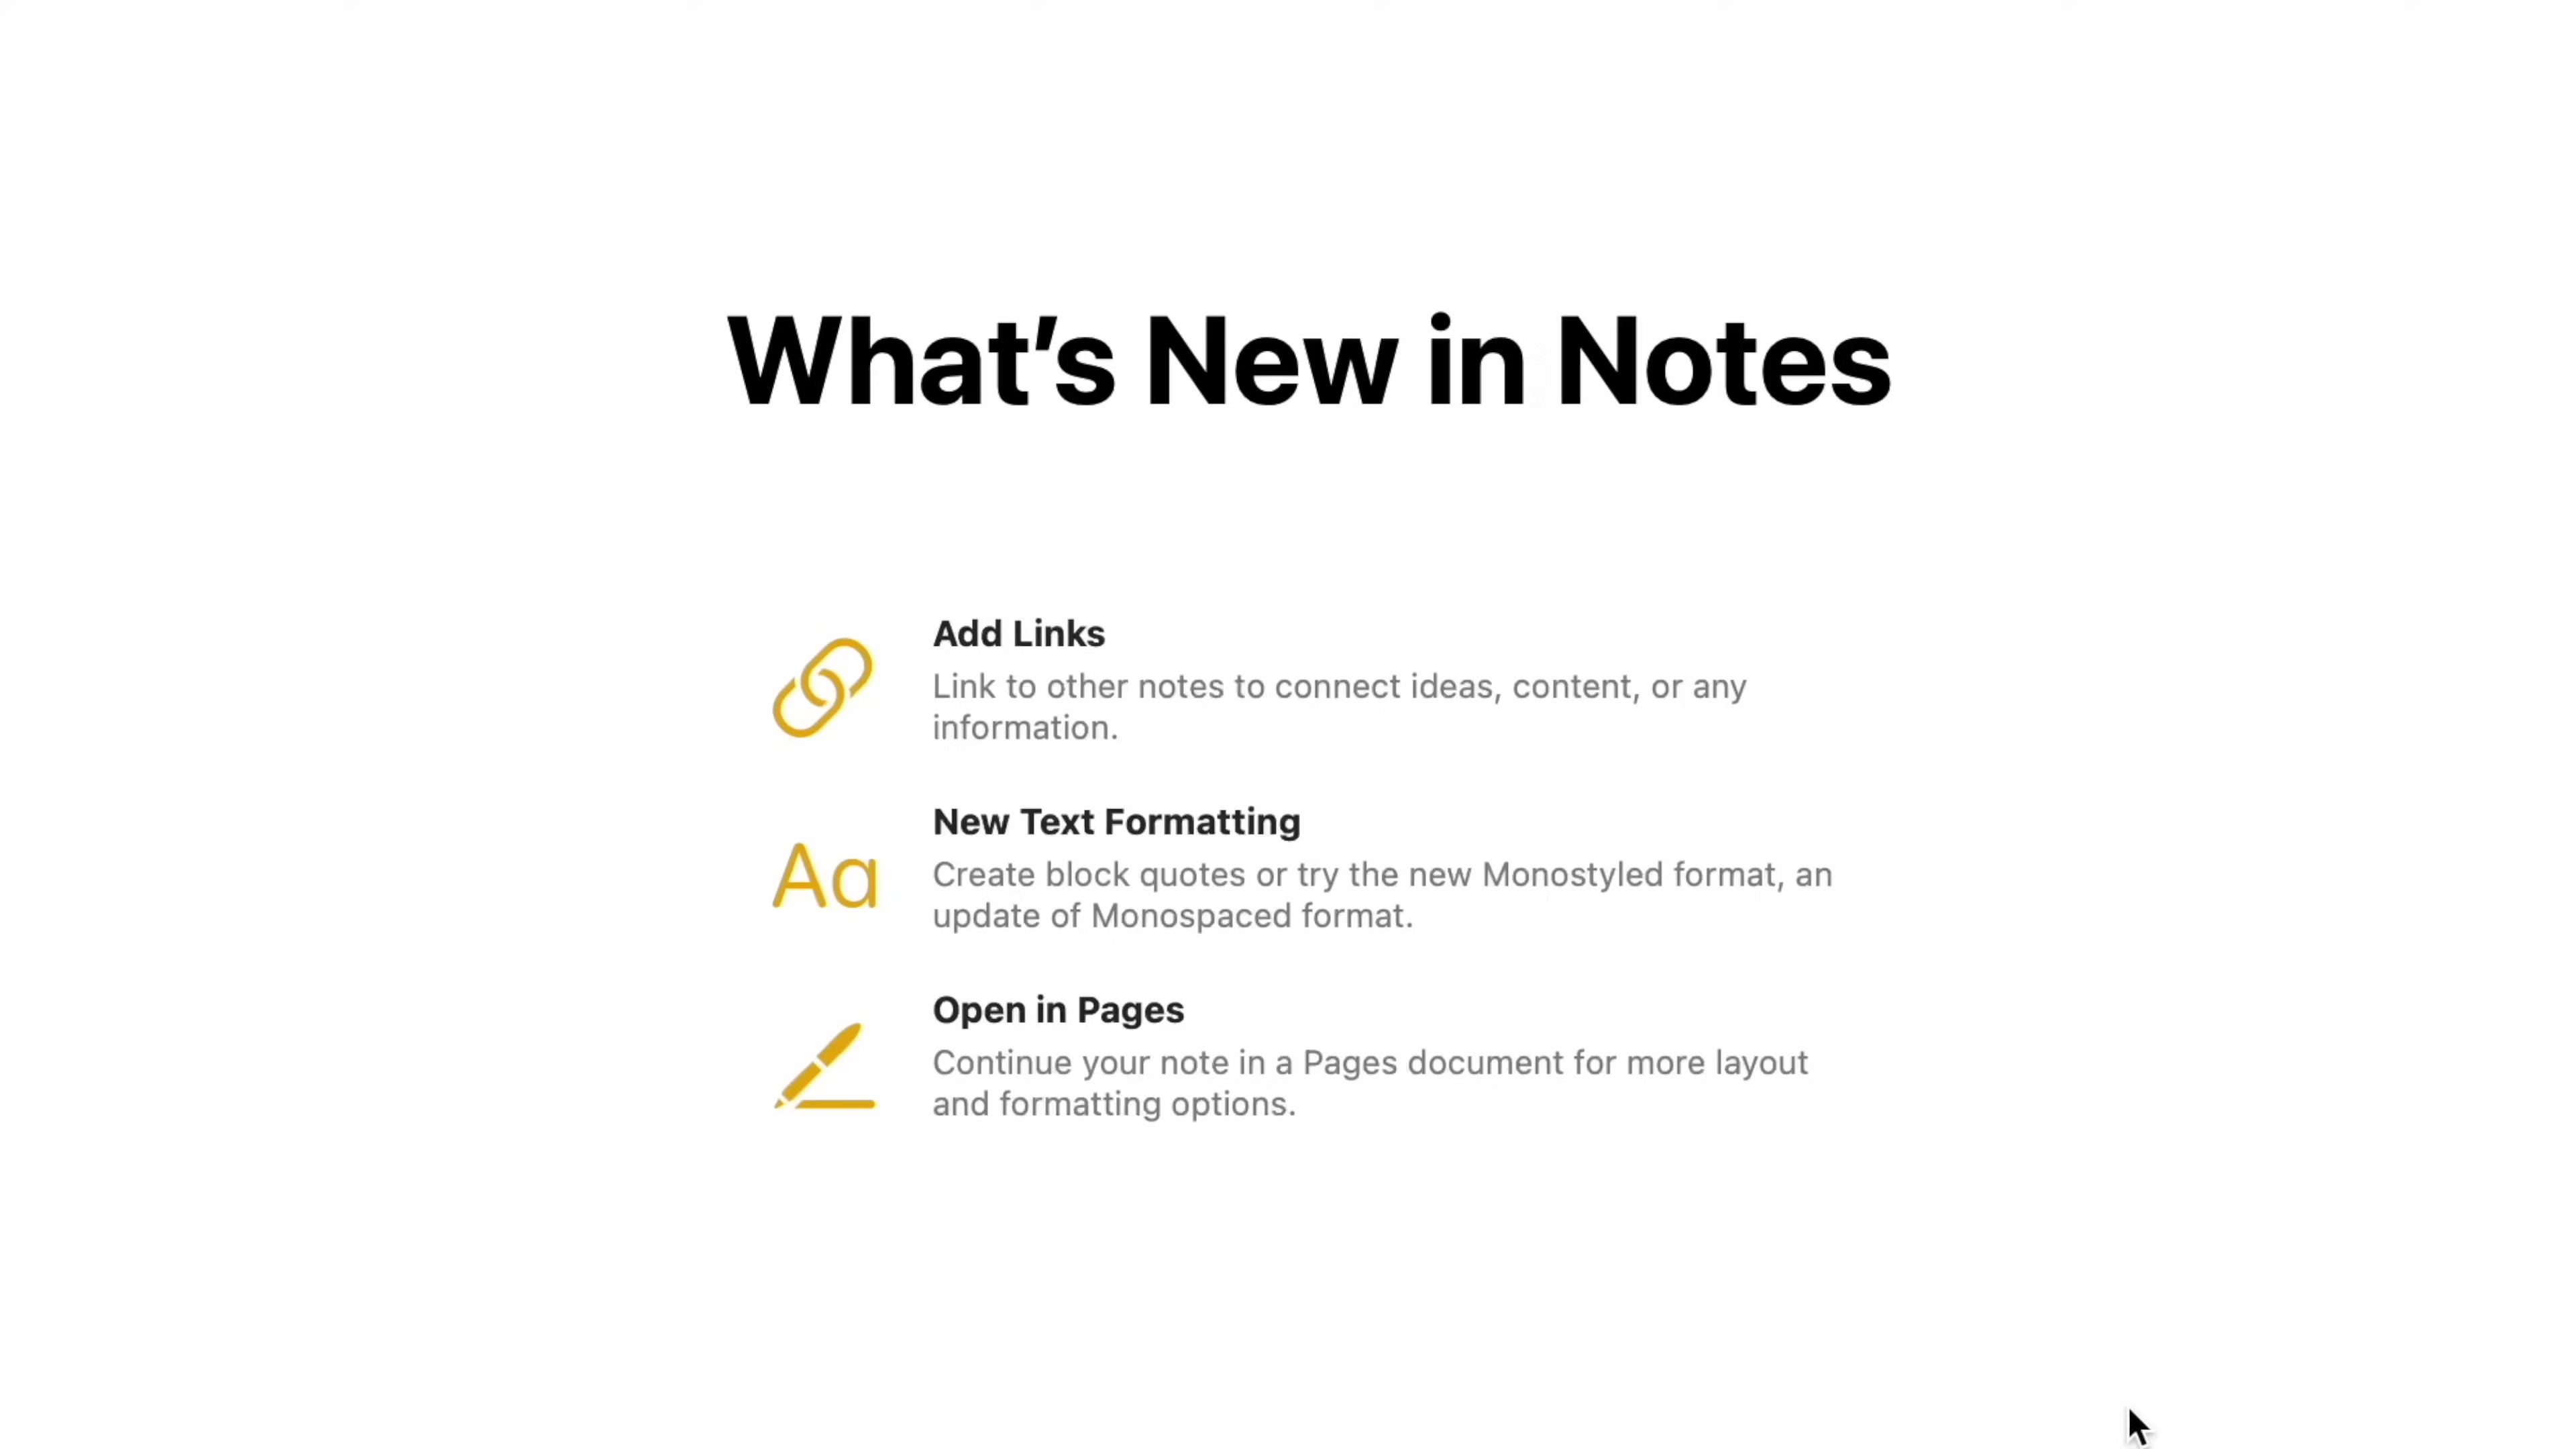 What’s New in Notes
Add Links
Link to other notes to connect ideas, content, or any
information.
Aa
New Text Formatting
Create block quotes or try the new Monostyled format, an
update of Monospaced format.
Open in Pages
Continue your note in a Pages document for more layout
and formatting options.